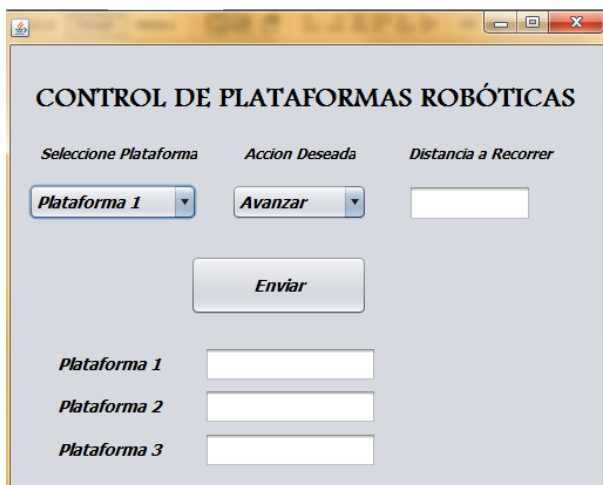 CONTROL DE PLATAFORMAS ROBÓTICAS
Seleccione Plataforma Accion Deseada Distancia a Recorrer
Plataforma 1 Avanzar
Enviar
Plataforma 1
Plataforma 2
Plataforma 3